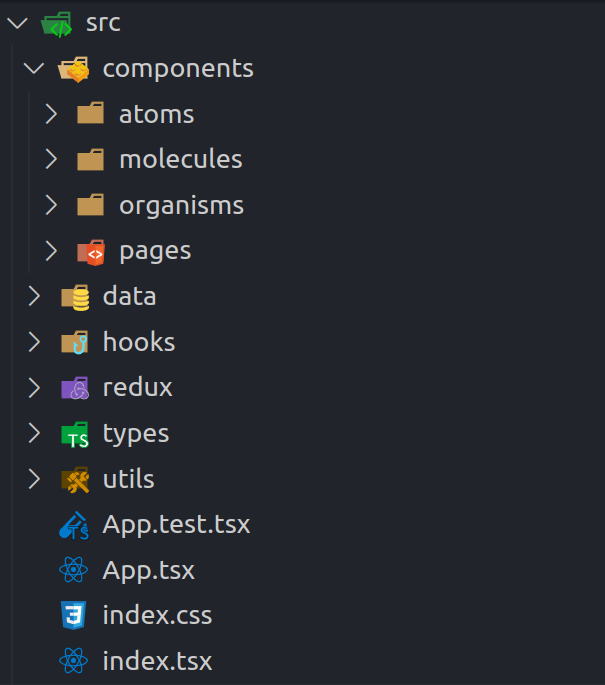 src
components
atoms
molecules
organisms
pages
data
hooks
redux
types
utils
App.test.tsx
App.tsx
index.css
index.tsx